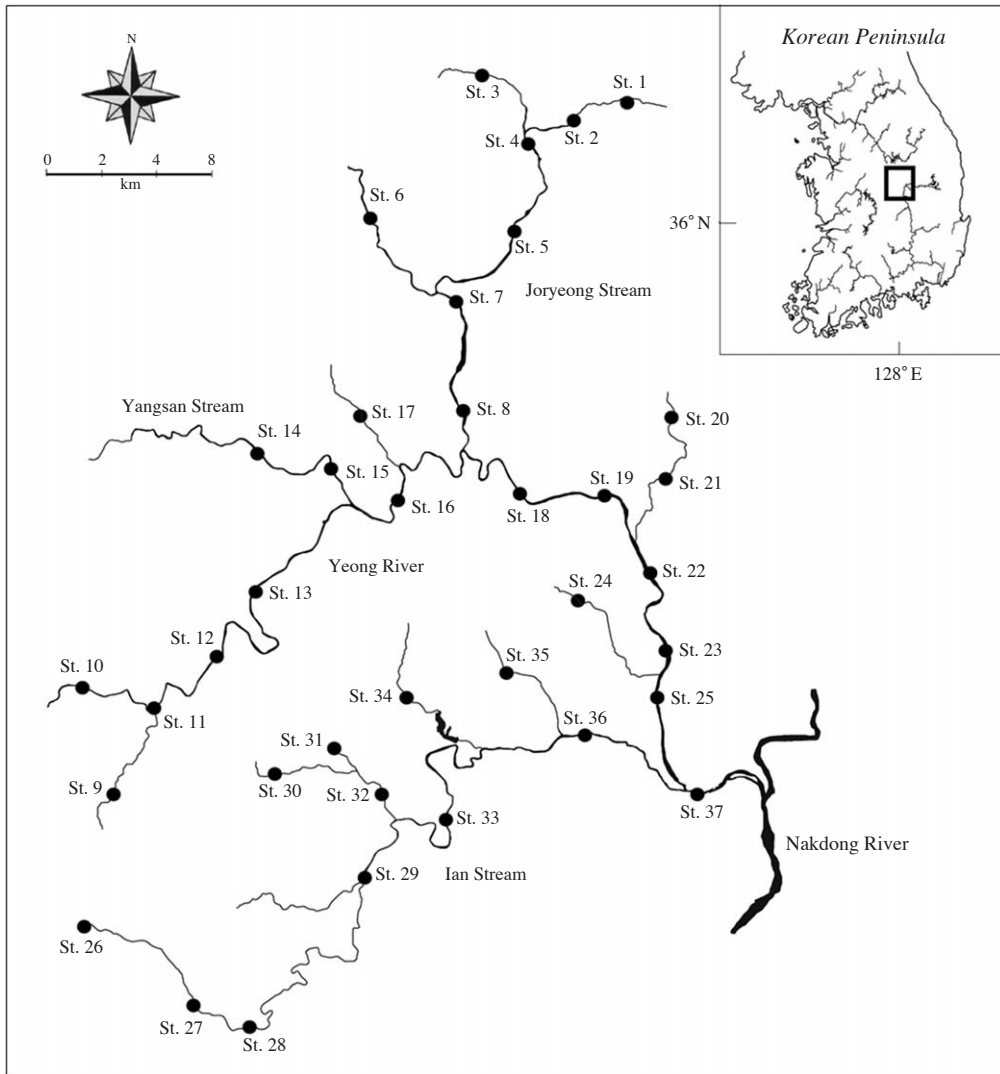 N
0 2 4 8
km
Korean Peninsula
36° N
128° E
St. 3
St. 1
St. 2
St. 4
St. 6
St. 5
St. 7
Joryeong Stream
Yangsan Stream
St. 17
St. 8
St. 20
St. 14
St. 15
St. 19
St. 21
St. 16
St. 18
Yeong River
St. 22
St. 24
St. 13
St. 12
St. 23
St. 35
St. 10
St. 34
St. 25
St. 11
St. 36
St. 31
St. 9
St. 30
St. 32
St. 37
St. 33
Nakdong River
St. 29
Ian Stream
St. 26
St. 27
St. 28